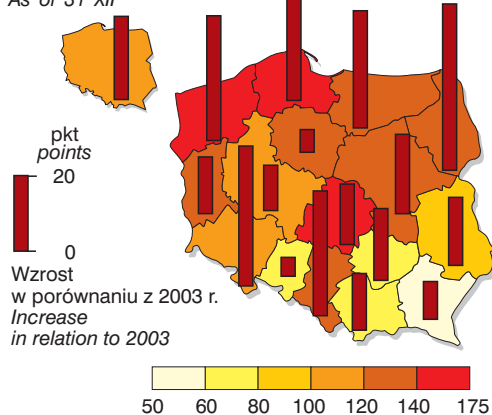 As of 31 XII
pkt
points
20
0
Wzrost
w porównaniu z 2003 r.
Increase
in relation to 2003
50 60 80 100 120 140 175